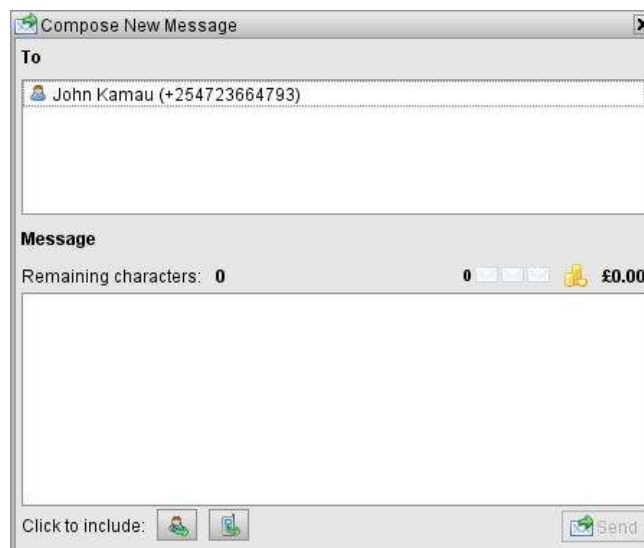 Compose New Message
To
John Kamau (+254723664793)
Message
Remaining characters: 0 0 £0.00
Click to include: Send